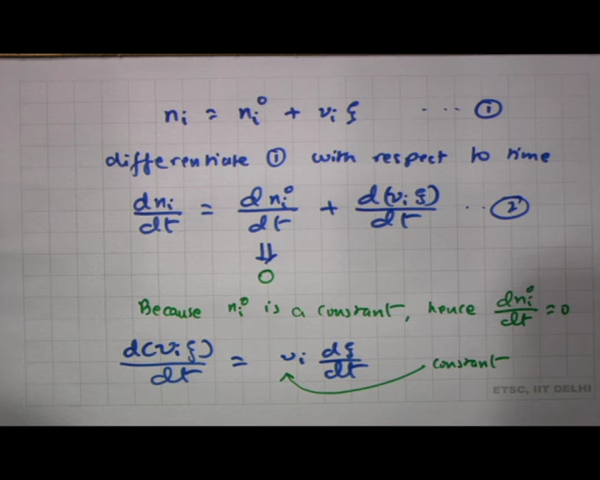 nᵢ = nᵢ⁰ + νᵢ ξ ··· ①
differentiate ① with respect to time
dnᵢ/dt = dnᵢ⁰/dt + d(νᵢ ξ)/dt ·· ②
⇓
0
Because nᵢ⁰ is a constant, hence dnᵢ⁰/dt = 0
d(νᵢ ξ)/dt = νᵢ dξ/dt constant
ETSC, IIT DELHI